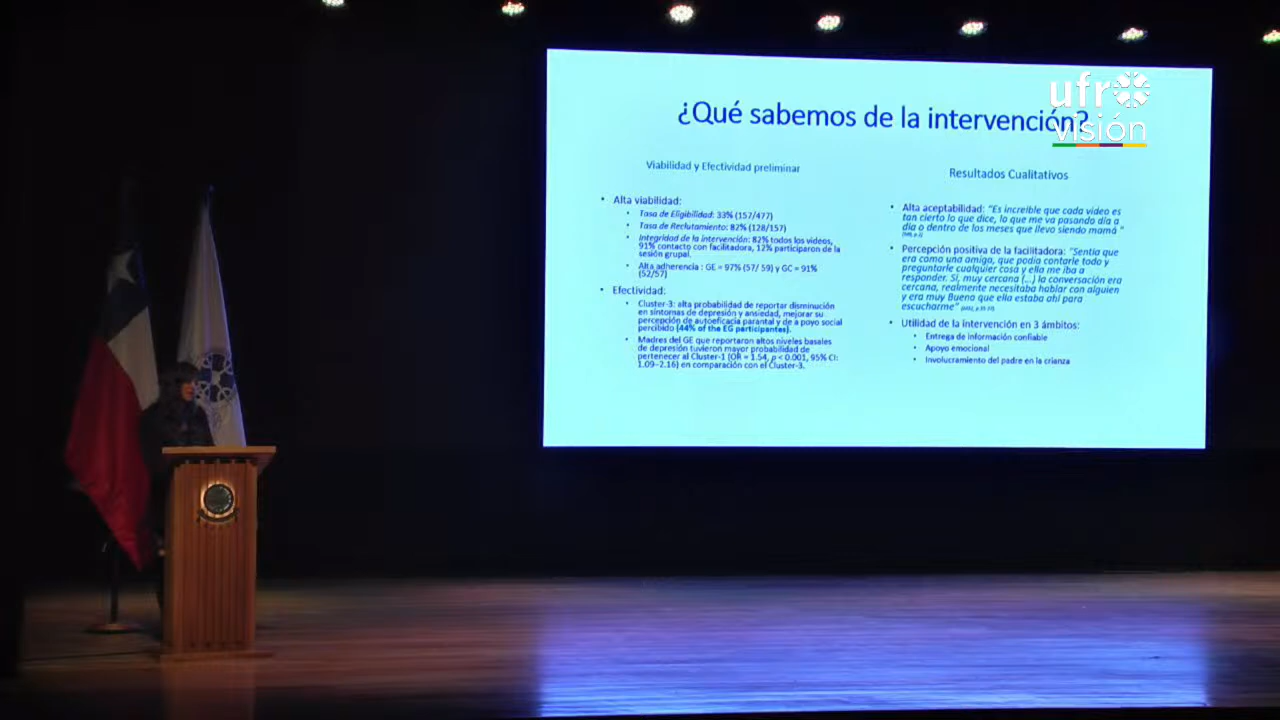 ufro
visión
¿Qué sabemos de la intervención?
Viabilidad y Efectividad preliminar
• Alta viabilidad:
• Tasa de Eligibilidad: 33% (157/477)
• Tasa de Reclutamiento: 82% (128/157)
• Integridad de la intervención: 82% todos los videos,
91% contacto con facilitadora, 12% participaron de la
sesión grupal.
• Alta adherencia : GE = 97% (57/ 59) y GC = 91%
(52/57)
• Efectividad:
• Cluster-3: alta probabilidad de reportar disminución
en síntomas de depresión y ansiedad, mejorar su
percepción de autoeficacia parantal y de a poyo social
percibido (44% of the EG participantes).
• Madres del GE que reportaron altos niveles basales
de depresión tuvieron mayor probabilidad de
pertenecer al Cluster-1 (OR = 1.54, p < 0.001, 95% CI:
1.09–2.16) en comparación con el Cluster-3.
Resultados Cualitativos
• Alta aceptabilidad: "Es increíble que cada video es
tan cierto lo que dice, lo que me va pasando día a
día o dentro de los meses que llevo siendo mamá "
• Percepción positiva de la facilitadora: "Sentía que
era como una amiga, que podía contarle todo y
preguntarle cualquier cosa y ella me iba a
responder. Sí, muy cercana (...) la conversación era
cercana, realmente necesitaba hablar con alguien
y era muy Bueno que ella estaba ahí para
escucharme"
• Utilidad de la intervención en 3 ámbitos:
• Entrega de información confiable
• Apoyo emocional
• Involucramiento del padre en la crianza